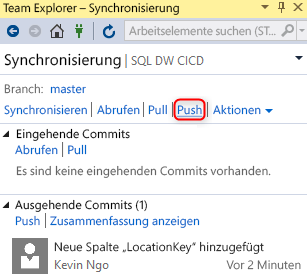 Team Explorer – Synchronisierung
Arbeitselemente suchen (ST...
Synchronisierung | SQL DW CICD
Branch: master
Synchronisieren | Abrufen | Pull | Push | Aktionen
Eingehende Commits
Abrufen | Pull
Es sind keine eingehenden Commits vorhanden.
Ausgehende Commits (1)
Push | Zusammenfassung anzeigen
Neue Spalte „LocationKey“ hinzugefügt
Kevin Ngo Vor 2 Minuten